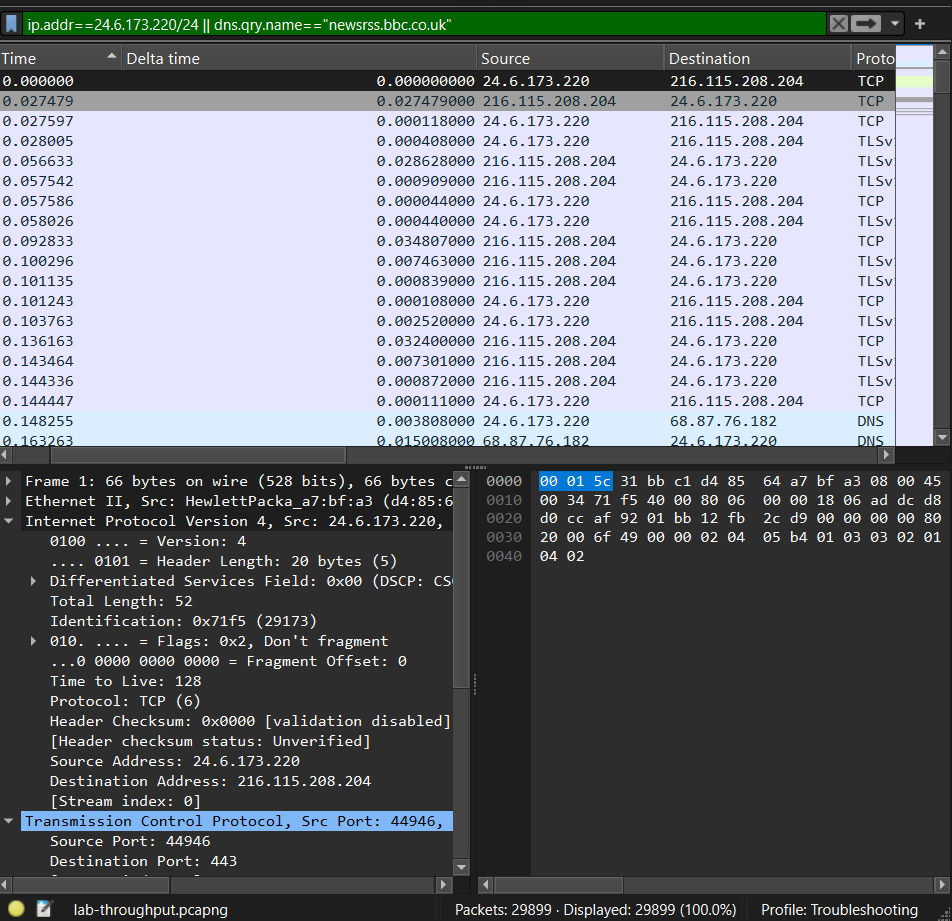 ip.addr==24.6.173.220/24 || dns.qry.name=="newsrss.bbc.co.uk"
Time Delta time Source Destination Proto
0.000000 0.000000000 24.6.173.220 216.115.208.204 TCP
0.027479 0.027479000 216.115.208.204 24.6.173.220 TCP
0.027597 0.000118000 24.6.173.220 216.115.208.204 TCP
0.028005 0.000408000 24.6.173.220 216.115.208.204 TLSv
0.056633 0.028628000 216.115.208.204 24.6.173.220 TLSv
0.057542 0.000909000 216.115.208.204 24.6.173.220 TLSv
0.057586 0.000044000 24.6.173.220 216.115.208.204 TCP
0.058026 0.000440000 24.6.173.220 216.115.208.204 TLSv
0.092833 0.034807000 216.115.208.204 24.6.173.220 TCP
0.100296 0.007463000 216.115.208.204 24.6.173.220 TLSv
0.101135 0.000839000 216.115.208.204 24.6.173.220 TLSv
0.101243 0.000108000 24.6.173.220 216.115.208.204 TCP
0.103763 0.002520000 24.6.173.220 216.115.208.204 TLSv
0.136163 0.032400000 216.115.208.204 24.6.173.220 TCP
0.143464 0.007301000 216.115.208.204 24.6.173.220 TLSv
0.144336 0.000872000 216.115.208.204 24.6.173.220 TLSv
0.144447 0.000111000 24.6.173.220 216.115.208.204 TCP
0.148255 0.003808000 24.6.173.220 68.87.76.182 DNS
0.163263 0.015008000 68.87.76.182 24.6.173.220 DNS
Frame 1: 66 bytes on wire (528 bits), 66 bytes c
Ethernet II, Src: HewlettPacka_a7:bf:a3 (d4:85:6
Internet Protocol Version 4, Src: 24.6.173.220,
0100 .... = Version: 4
.... 0101 = Header Length: 20 bytes (5)
Differentiated Services Field: 0x00 (DSCP: CS0
Total Length: 52
Identification: 0x71f5 (29173)
010. .... = Flags: 0x2, Don't fragment
...0 0000 0000 0000 = Fragment Offset: 0
Time to Live: 128
Protocol: TCP (6)
Header Checksum: 0x0000 [validation disabled]
[Header checksum status: Unverified]
Source Address: 24.6.173.220
Destination Address: 216.115.208.204
[Stream index: 0]
Transmission Control Protocol, Src Port: 44946,
Source Port: 44946
Destination Port: 443
0000 00 01 5c 31 bb c1 d4 85 64 a7 bf a3 08 00 45
0010 00 34 71 f5 40 00 80 06 00 00 18 06 ad dc d8
0020 d0 cc af 92 01 bb 12 fb 2c d9 00 00 00 00 80
0030 20 00 6f 49 00 00 02 04 05 b4 01 03 03 02 01
0040 04 02
lab-throughput.pcapng Packets: 29899 · Displayed: 29899 (100.0%) Profile: Troubleshooting